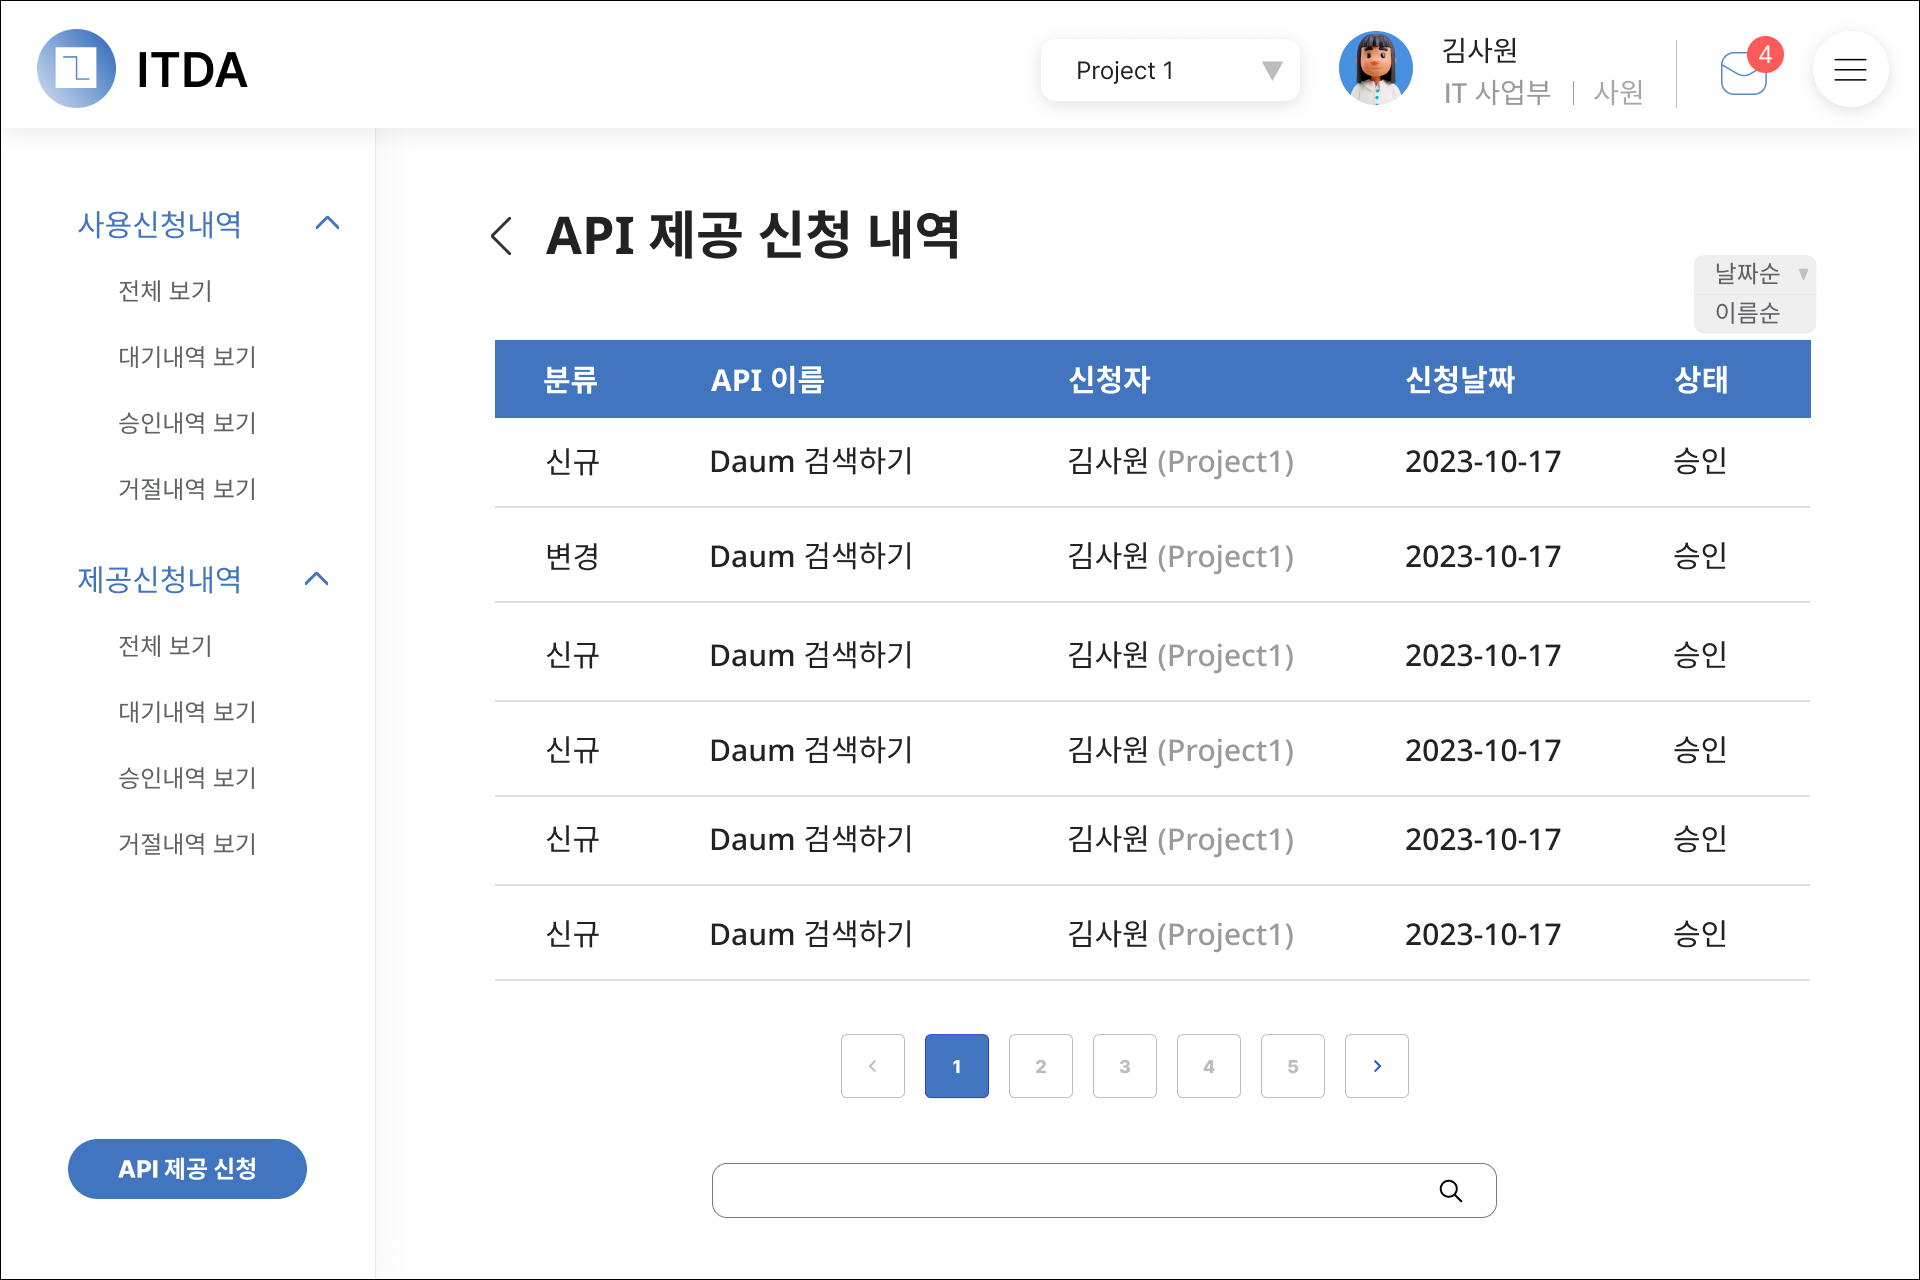 ITDA
Project 1
김사원
IT 사업부 | 사원
4
사용신청내역
전체 보기
대기내역 보기
승인내역 보기
거절내역 보기
제공신청내역
전체 보기
대기내역 보기
승인내역 보기
거절내역 보기
API 제공 신청
API 제공 신청 내역
날짜순
이름순
분류 API 이름 신청자 신청날짜 상태
신규 Daum 검색하기 김사원 (Project1) 2023-10-17 승인
변경 Daum 검색하기 김사원 (Project1) 2023-10-17 승인
신규 Daum 검색하기 김사원 (Project1) 2023-10-17 승인
신규 Daum 검색하기 김사원 (Project1) 2023-10-17 승인
신규 Daum 검색하기 김사원 (Project1) 2023-10-17 승인
신규 Daum 검색하기 김사원 (Project1) 2023-10-17 승인
1 2 3 4 5